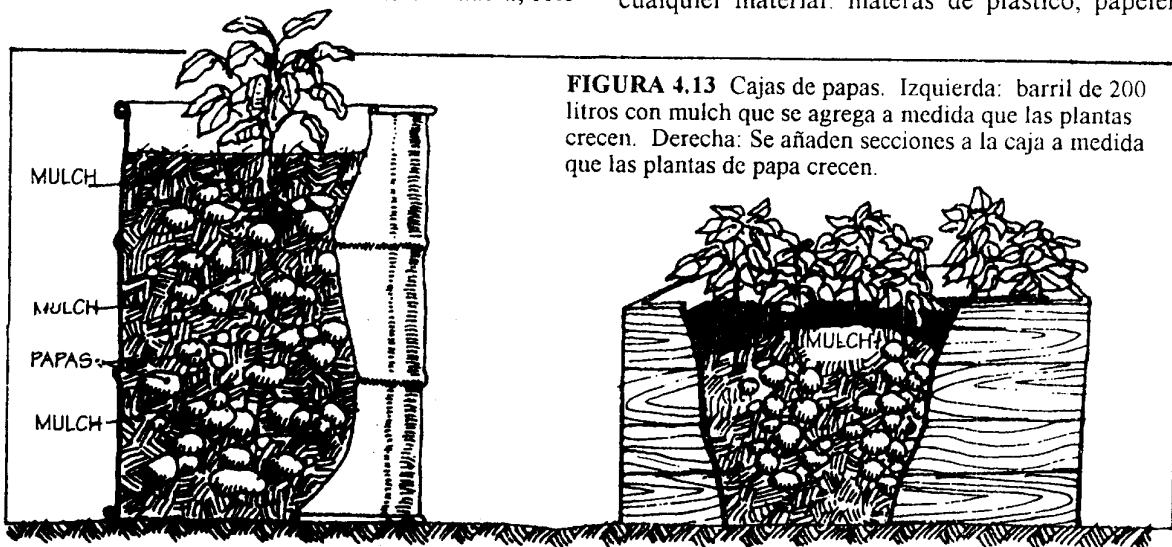 cualquier material: materas de plástico,
FIGURA 4.13 Cajas de papas. Izquierda: barril de 200
litros con mulch que se agrega a medida que las plantas
crecen. Derecha: Se añaden secciones a la caja a medida
que las plantas de papa crecen.
MULCH
MULCH
PAPAS
MULCH
MULCH